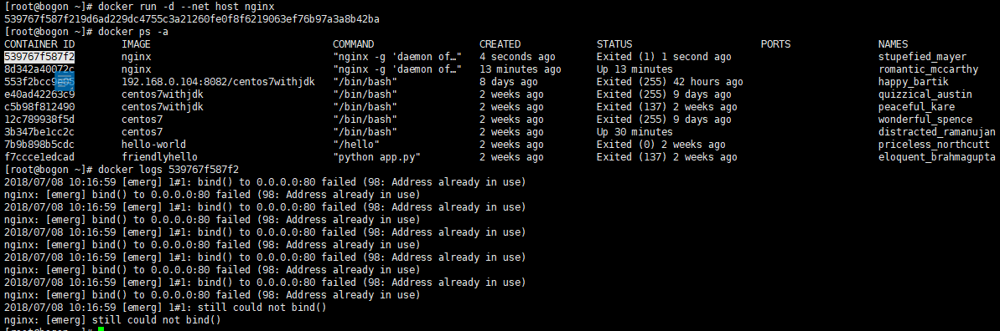 [root@bogon ~]# docker run -d --net host nginx
539767f587f219d6ad229dc4755c3a21260fe0f8f6219063ef76b97a3a8b42ba
[root@bogon ~]# docker ps -a
CONTAINER ID IMAGE COMMAND CREATED STATUS PORTS NAMES
539767f587f2 nginx "nginx -g 'daemon of…" 4 seconds ago Exited (1) 1 second ago stupefied_mayer
8d342a40072c nginx "nginx -g 'daemon of…" 13 minutes ago Up 13 minutes romantic_mccarthy
192.168.0.104:8082/centos7withjdk "/bin/bash" 8 days ago Exited (255) 42 hours ago happy_bartik
e40ad42263c9 centos7withjdk "/bin/bash" 2 weeks ago Exited (255) 9 days ago quizzical_austin
c5b98f812490 centos7withjdk "/bin/bash" 2 weeks ago Exited (137) 2 weeks ago peaceful_kare
12c789938f5d centos7 "/bin/bash" 2 weeks ago Exited (255) 9 days ago wonderful_spence
3b347be1cc2c centos7 "/bin/bash" 2 weeks ago Up 30 minutes distracted_ramanujan
7b9b898b5cdc hello-world "/hello" 2 weeks ago Exited (0) 2 weeks ago priceless_northcutt
f7ccce1edcad friendlyhello "python app.py" 2 weeks ago Exited (137) 2 weeks ago eloquent_brahmagupta
[root@bogon ~]# docker logs 539767f587f2
2018/07/08 10:16:59 [emerg] 1#1: bind() to 0.0.0.0:80 failed (98: Address already in use)
nginx: [emerg] bind() to 0.0.0.0:80 failed (98: Address already in use)
2018/07/08 10:16:59 [emerg] 1#1: bind() to 0.0.0.0:80 failed (98: Address already in use)
nginx: [emerg] bind() to 0.0.0.0:80 failed (98: Address already in use)
2018/07/08 10:16:59 [emerg] 1#1: bind() to 0.0.0.0:80 failed (98: Address already in use)
nginx: [emerg] bind() to 0.0.0.0:80 failed (98: Address already in use)
2018/07/08 10:16:59 [emerg] 1#1: bind() to 0.0.0.0:80 failed (98: Address already in use)
nginx: [emerg] bind() to 0.0.0.0:80 failed (98: Address already in use)
2018/07/08 10:16:59 [emerg] 1#1: bind() to 0.0.0.0:80 failed (98: Address already in use)
nginx: [emerg] bind() to 0.0.0.0:80 failed (98: Address already in use)
2018/07/08 10:16:59 [emerg] 1#1: still could not bind()
nginx: [emerg] still could not bind()
[root@bogon ~]#